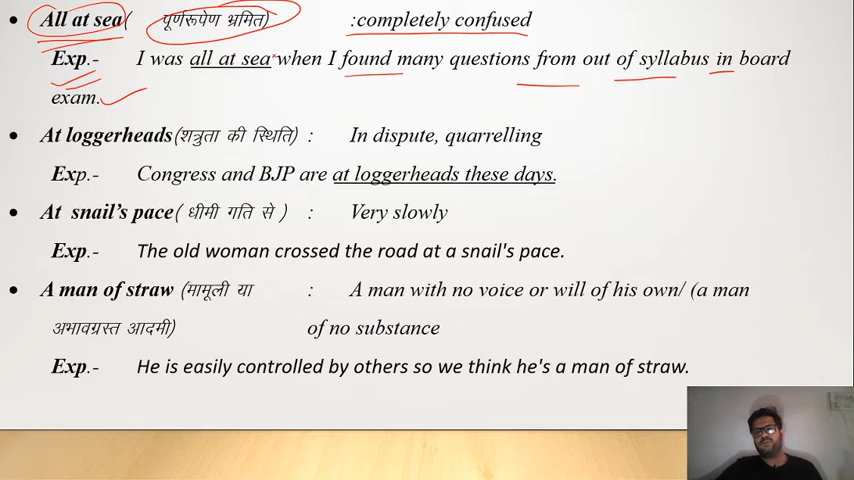 • All at sea( पूर्णरूपेण भ्रमित) :completely confused
Exp.- I was all at sea when I found many questions from out of syllabus in board
exam.
• At loggerheads(शत्रुता की स्थिति) : In dispute, quarrelling
Exp.- Congress and BJP are at loggerheads these days.
• At snail's pace( धीमी गति से ) : Very slowly
Exp.- The old woman crossed the road at a snail's pace.
• A man of straw (मामूली या : A man with no voice or will of his own/ (a man
अभावग्रस्त आदमी) of no substance
Exp.- He is easily controlled by others so we think he's a man of straw.